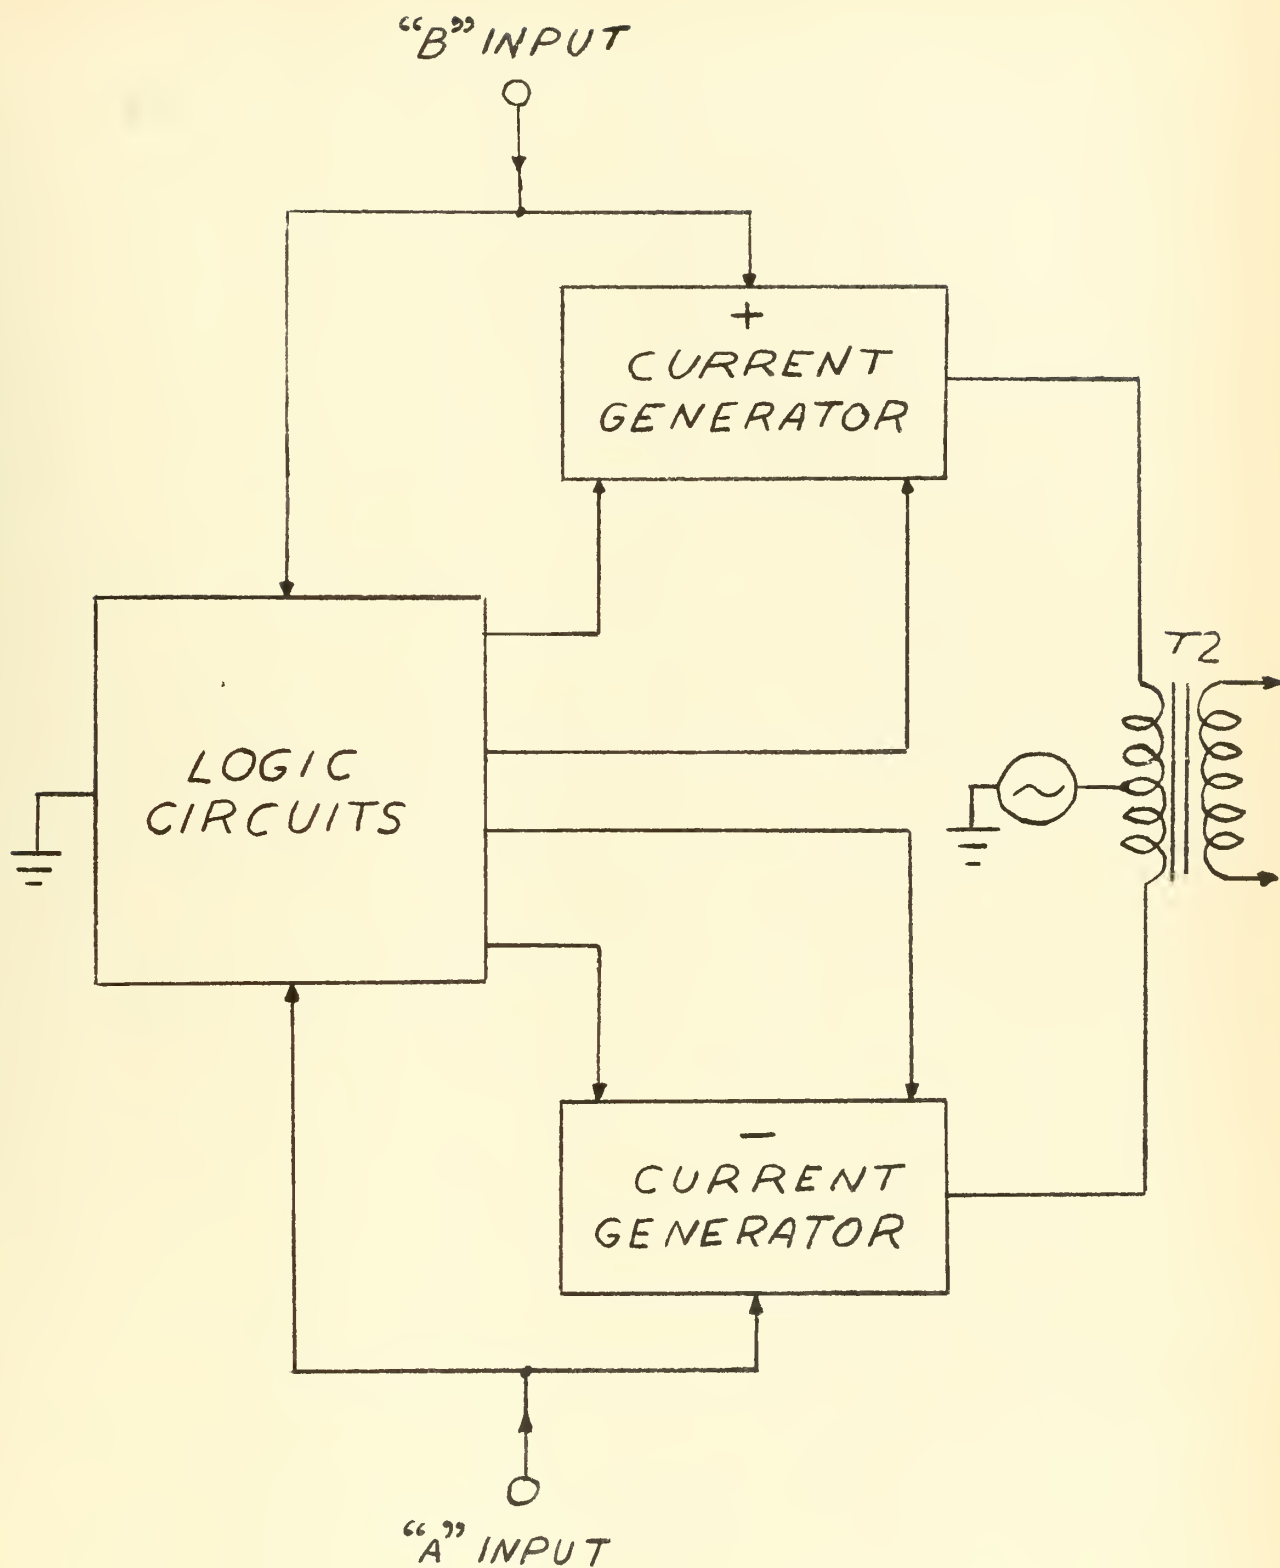 “B” INPUT
+
CURRENT
GENERATOR
T2
LOGIC
CIRCUITS
−
CURRENT
GENERATOR
“A” INPUT